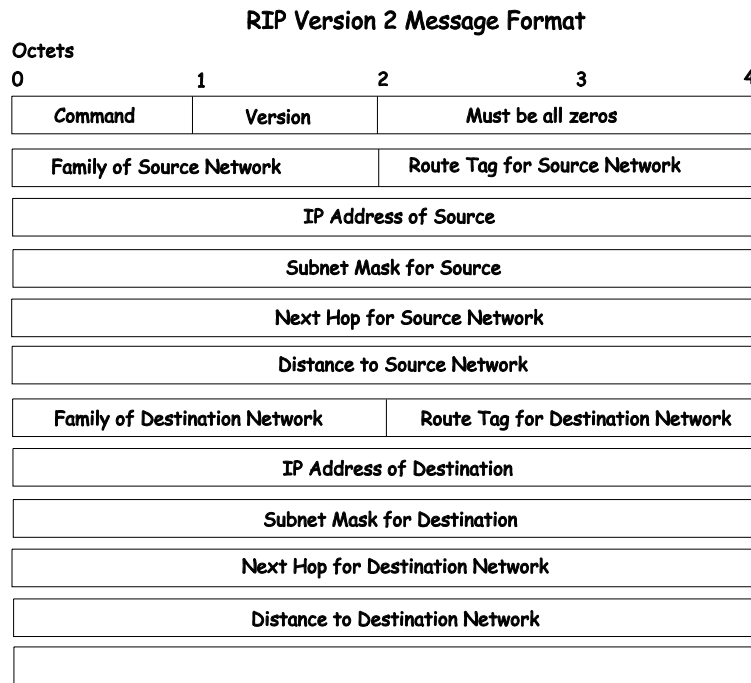 RIP Version 2 Message Format
Octets
0 1 2 3 4
Command Version Must be all zeros
Family of Source Network Route Tag for Source Network
IP Address of Source
Subnet Mask for Source
Next Hop for Source Network
Distance to Source Network
Family of Destination Network Route Tag for Destination Network
IP Address of Destination
Subnet Mask for Destination
Next Hop for Destination Network
Distance to Destination Network